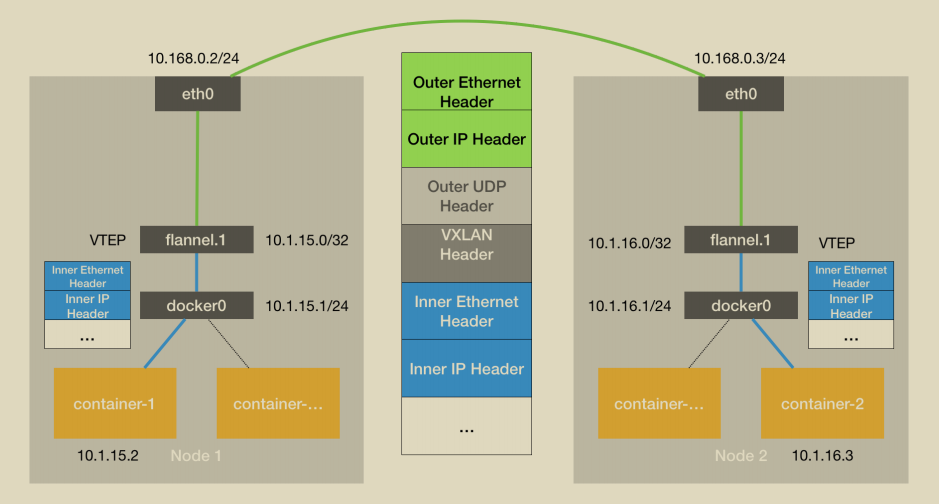 10.168.0.2/24
eth0
VTEP
flannel.1
10.1.15.0/32
Inner Ethernet
Header
Inner IP
Header
...
docker0
10.1.15.1/24
container-1
container-...
10.1.15.2
Node 1
Outer Ethernet
Header
Outer IP Header
Outer UDP
Header
VXLAN
Header
Inner Ethernet
Header
Inner IP Header
...
10.168.0.3/24
eth0
10.1.16.0/32
flannel.1
VTEP
10.1.16.1/24
docker0
Inner Ethernet
Header
Inner IP
Header
...
container-...
container-2
Node 2
10.1.16.3